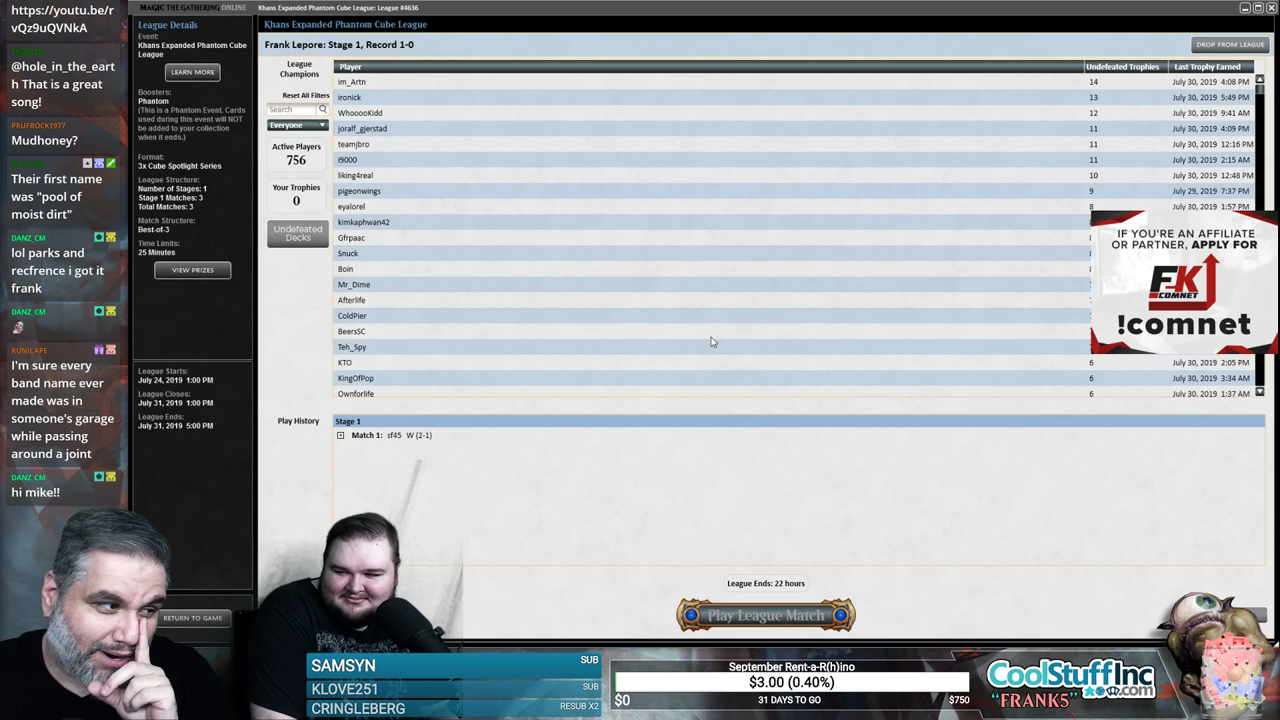 https://youtu.be/r
vQz9uQVNkA
@hole_in_the_eart
h That is a great
song!
PRUFROCK1977
Mudhoney?
Their first name
was "pool of
moist dirt"
DANZ_CM
lol parks and
recfrence i got it
frank
DANZ_CM
RUNICAPE
I'm sure every
band name ever
made was in
someone's garage
while passing
around a joint
DANZ_CM
hi mike!!
MAGIC THE GATHERING ONLINE
Khans Expanded Phantom Cube League: League #4636
League Details
Event:
Khans Expanded Phantom Cube
League
LEARN MORE
Boosters:
Phantom
(This is a Phantom Event. Cards
used during this event will NOT
be added to your collection
when it ends.)
Format:
3x Cube Spotlight Series
League Structure:
Number of Stages: 1
Stage 1 Matches: 3
Total Matches: 3
Match Structure:
Best-of-3
Time Limits:
25 Minutes
VIEW PRIZES
League Starts:
July 24, 2019 1:00 PM
League Closes:
July 31, 2019 1:00 PM
League Ends:
July 31, 2019 5:00 PM
RETURN TO GAME
Khans Expanded Phantom Cube League
Frank Lepore: Stage 1, Record 1-0
DROP FROM LEAGUE
League
Champions
Reset All Filters
Search
Everyone
Active Players
756
Your Trophies
0
Undefeated
Decks
Player Undefeated Trophies Last Trophy Earned
im_Artn 14 July 30, 2019 4:08 PM
ironick 13 July 30, 2019 5:49 PM
WhooooKidd 12 July 30, 2019 9:41 AM
joralf_gjerstad 11 July 30, 2019 4:09 PM
teamjbro 11 July 30, 2019 12:16 PM
i9000 11 July 30, 2019 2:15 AM
liking4real 10 July 30, 2019 12:48 PM
pigeonwings 9 July 29, 2019 7:37 PM
eyalorel 8 July 30, 2019 1:57 PM
kimkaphwan42
Gfrpaac
Snuck
Boin
Mr_Dime
Afterlife
ColdPier
BeersSC
Teh_Spy
KTO 6 July 30, 2019 2:05 PM
KingOfPop 6 July 30, 2019 3:34 AM
Ownforlife 6 July 30, 2019 1:37 AM
IF YOU'RE AN AFFILIATE
OR PARTNER, APPLY FOR
.COMNET
!comnet
Play History
Stage 1
Match 1: sf45 W (2-1)
League Ends: 22 hours
Play League Match
SAMSYN SUB
KLOVE251 SUB
CRINGLEBERG RESUB X2
September Rent-a-R(h)ino
$3.00 (0.40%)
$0 31 DAYS TO GO $750
CoolStuffInc
.com
"FRANK5"